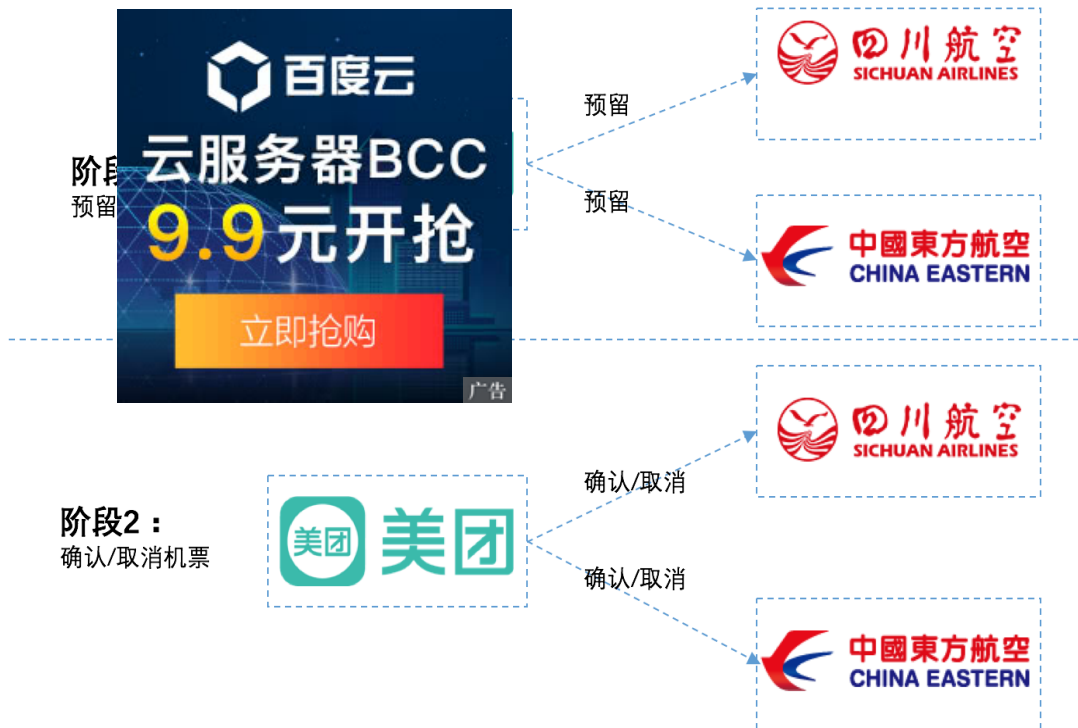 四川航空
SICHUAN AIRLINES
百度云
预留
阶段
云服务器BCC
预留
9.9元开抢
预留
中國東方航空
CHINA EASTERN
立即抢购
广告
四川航空
SICHUAN AIRLINES
确认/取消
阶段2：
确认/取消机票
美团 美团
确认/取消
中國東方航空
CHINA EASTERN